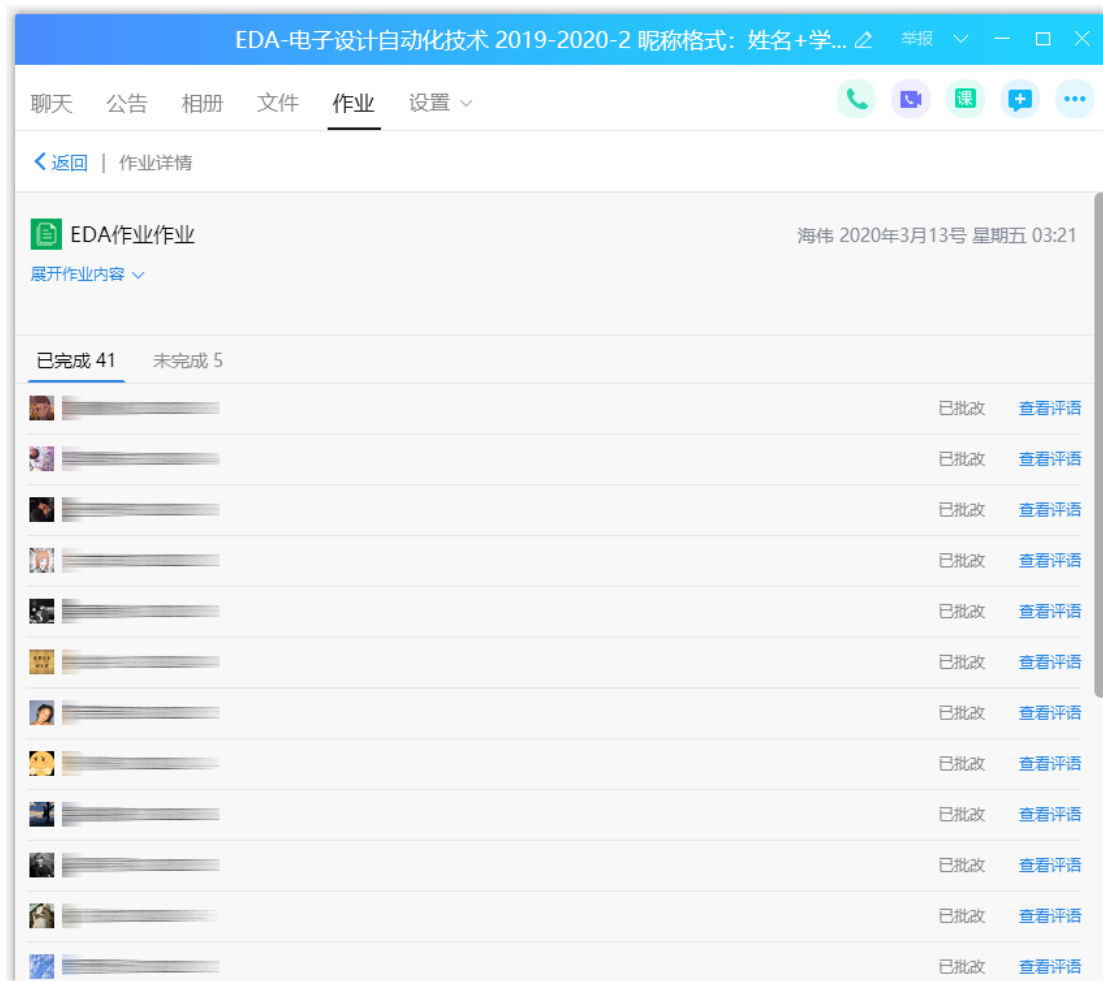 EDA-电子设计自动化技术 2019-2020-2 昵称格式：姓名+学... 举报
聊天 公告 相册 文件 作业 设置
课
返回 | 作业详情
EDA作业作业
海伟 2020年3月13号 星期五 03:21
展开作业内容
已完成 41 未完成 5
已批改 查看评语
已批改 查看评语
已批改 查看评语
已批改 查看评语
已批改 查看评语
已批改 查看评语
已批改 查看评语
已批改 查看评语
已批改 查看评语
已批改 查看评语
已批改 查看评语
已批改 查看评语